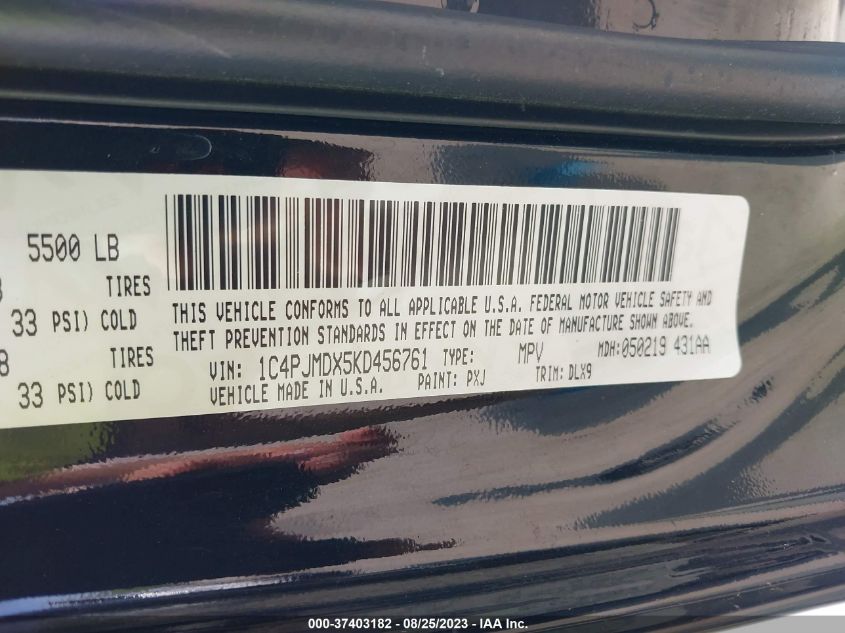 5500 LB
TIRES
33 PSI) COLD
TIRES
33 PSI) COLD
THIS VEHICLE CONFORMS TO ALL APPLICABLE U.S.A. FEDERAL MOTOR VEHICLE SAFETY AND
THEFT PREVENTION STANDARDS IN EFFECT ON THE DATE OF MANUFACTURE SHOWN ABOVE.
VIN: 1C4PJMDX5KD456761 TYPE: MPV MDH:050219 431AA
VEHICLE MADE IN U.S.A. PAINT: PXJ TRIM: DLX9
000-37403182 - 08/25/2023 - © IAA Inc.